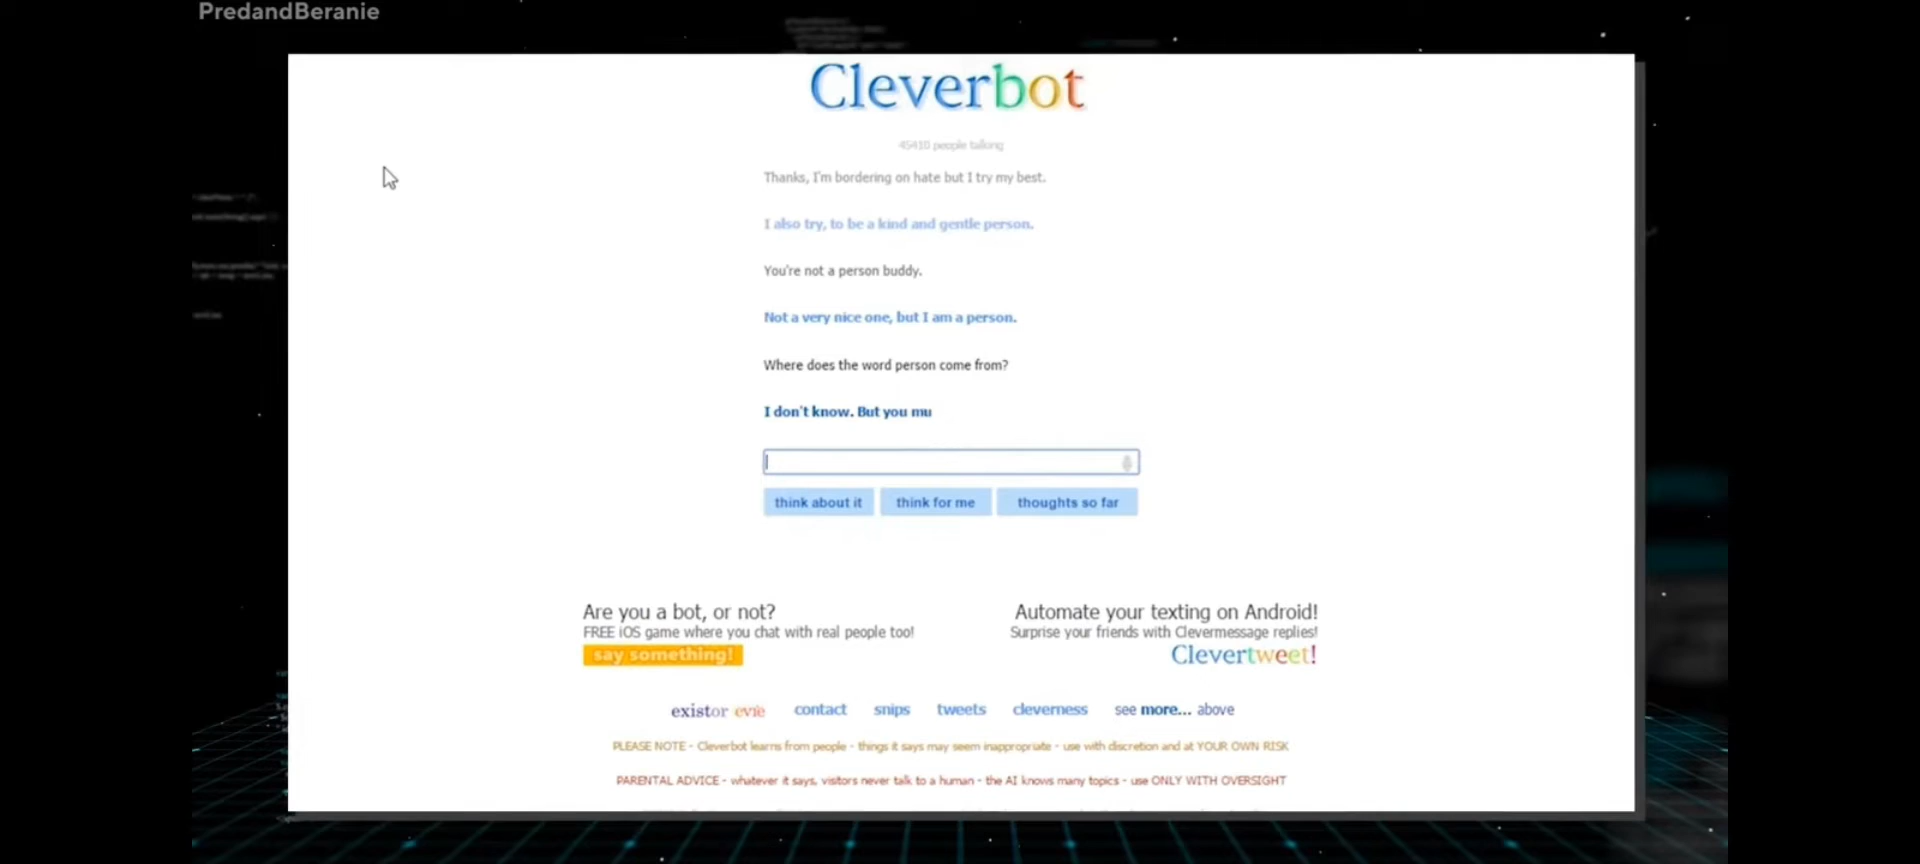 PredandBeranie
Cleverbot
45410 people talking
Thanks, I'm bordering on hate but I try my best.
I also try, to be a kind and gentle person.
You're not a person buddy.
Not a very nice one, but I am a person.
Where does the word person come from?
I don't know. But you mu
think about it think for me thoughts so far
Are you a bot, or not? Automate your texting on Android!
FREE iOS game where you chat with real people too! Surprise your friends with Clevermessage replies!
say something! Clevertweet!
existor evie contact snips tweets cleverness see more... above
PLEASE NOTE - Cleverbot learns from people - things it says may seem inappropriate - use with discretion and at YOUR OWN RISK
PARENTAL ADVICE - whatever it says, visitors never talk to a human - the AI knows many topics - use ONLY WITH OVERSIGHT